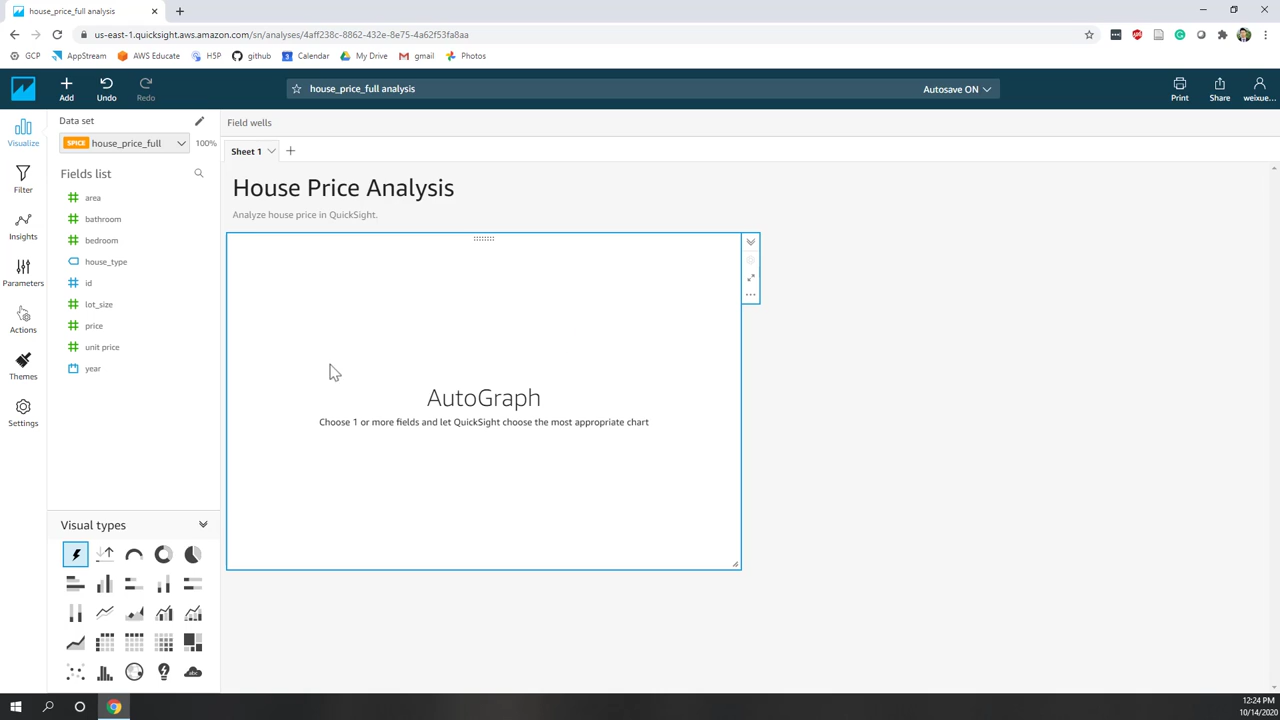 house_price_full analysis
us-east-1.quicksight.aws.amazon.com/sn/analyses/4aff238c-8862-432e-8e75-4a62f53fa8aa
GCP AppStream AWS Educate H5P github Calendar My Drive gmail Photos
Add Undo Redo house_price_full analysis Autosave ON Print Share weixue...
Visualize
Filter
Insights
Parameters
Actions
Themes
Settings
Data set
SPICE house_price_full 100%
Fields list
area
bathroom
bedroom
house_type
id
lot_size
price
unit price
year
Visual types
abc
Field wells
Sheet 1
House Price Analysis
Analyze house price in QuickSight.
AutoGraph
Choose 1 or more fields and let QuickSight choose the most appropriate chart
12:24 PM
10/14/2020